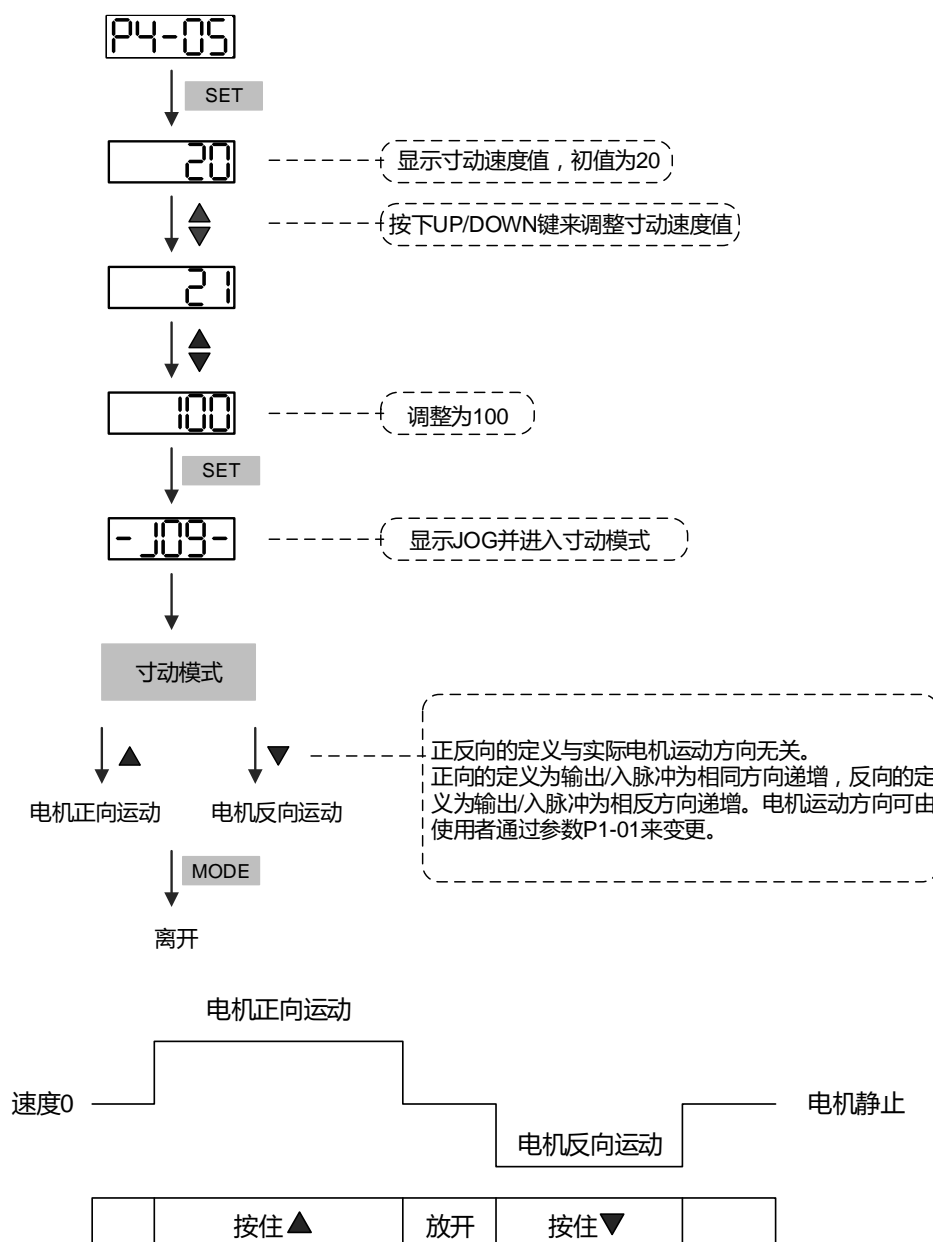 P4-05
SET
20
显示寸动速度值，初值为20
按下UP/DOWN键来调整寸动速度值
21
100
调整为100
SET
-JOG-
显示JOG并进入寸动模式
寸动模式
正反向的定义与实际电机运动方向无关。
正向的定义为输出/入脉冲为相同方向递增，反向的定
义为输出/入脉冲为相反方向递增。电机运动方向可由
使用者通过参数P1-01来变更。
电机正向运动
电机反向运动
MODE
离开
电机正向运动
速度0
电机静止
电机反向运动
按住▲
放开
按住▼